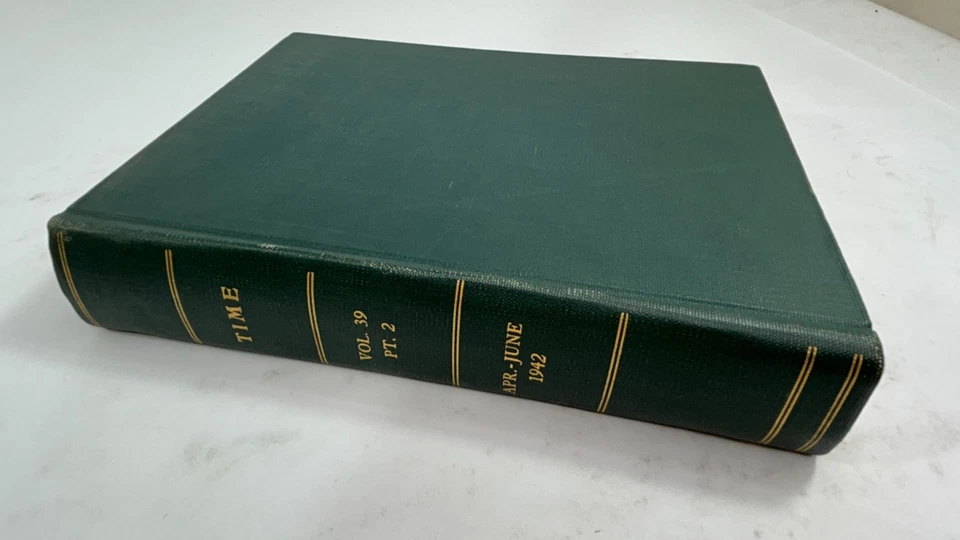 TIME
VOL. 39
PT. 2
APR.-JUNE
1942